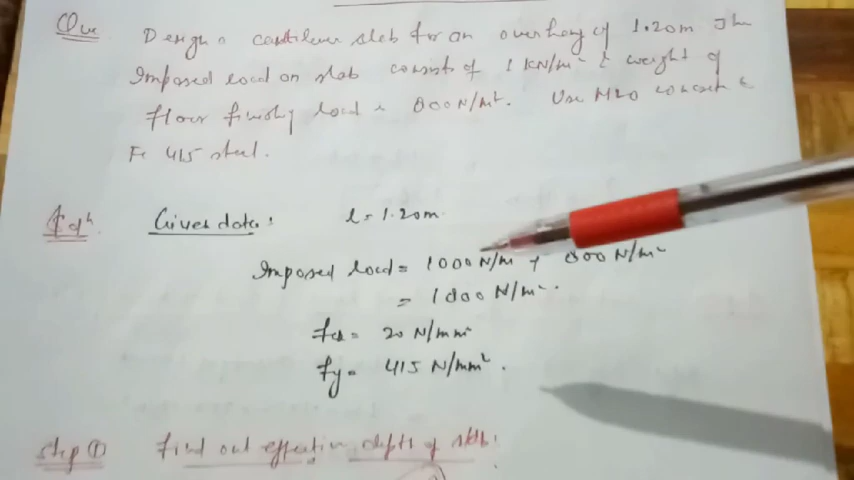 Que Design a cantilever slab for an overhang of 1.20m The
Imposed load on slab consists of 1 KN/m² & weight of
floor finishing load is 800N/m². Use M20 concrete &
Fe 415 steel.
Given data: l = 1.20m
Imposed load = 1000 N/m + 800 N/m²
= 1800 N/m².
fck = 20 N/mm²
fy = 415 N/mm².
Step ① Find out effective depth of slab: